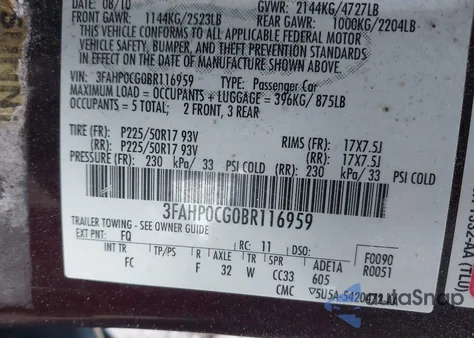 DATE: 08/10 GVWR: 2144KG/4727LB
FRONT GAWR: 1144KG/2523LB 1000KG/2204LB
THIS VEHICLE CONFORMS TO ALL APPLICABLE FEDERAL MOTOR
VEHICLE SAFETY, BUMPER, AND THEFT PREVENTION STANDARDS
IN EFFECT ON THE DATE OF MANUFACTURE SHOWN ABOVE.
VIN: 3FAHP0CG0BR116959 TYPE: Passenger Car
MAXIMUM LOAD = OCCUPANTS + LUGGAGE = 396KG/875LB
OCCUPANTS = 5 TOTAL; 2 FRONT, 3 REAR
TIRE (FR): P225/50R17 93V RIMS (FR): 17X7.5J
(RR): P225/50R17 93V (RR): 17X7.5J
PRESSURE (FR): 230 kPa/ 33 PSI COLD (RR): 230 kPa/ 33 PSI COLD
3FAHP0CG0BR116959
TRAILER TOWING - SEE OWNER GUIDE
EXT PNT: FQ RC: 11 F0090
INT TR TP/PS R AXLE TR SPR ADE1A R0051
FC F 32 W CC33 605
CMC
autoSnap